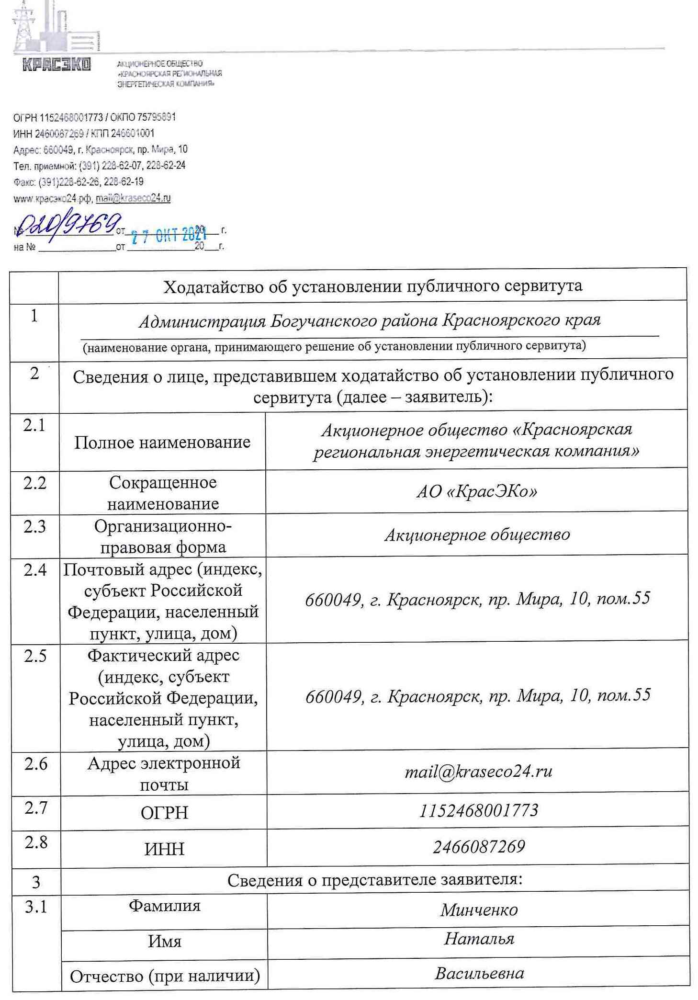 КРАСЭКО
АКЦИОНЕРНОЕ ОБЩЕСТВО
«КРАСНОЯРСКАЯ РЕГИОНАЛЬНАЯ
ЭНЕРГЕТИЧЕСКАЯ КОМПАНИЯ»
ОГРН 1152468001773 / ОКПО 75795891
ИНН 2460087269 / КПП 246601001
Адрес: 660049, г. Красноярск, пр. Мира, 10
Тел. приемной: (391) 228-62-07, 228-62-24
Факс: (391)228-62-26, 228-62-19
www.красэко24.рф, mail@kraseco24.ru
№ 020/9769 от 27 ОКТ 2021 20 г.
на № от 20 г.
Ходатайство об установлении публичного сервитута
1
Администрация Богучанского района Красноярского края
(наименование органа, принимающего решение об установлении публичного сервитута)
2
Сведения о лице, представившем ходатайство об установлении публичного
сервитута (далее – заявитель):
2.1
Полное наименование
Акционерное общество «Красноярская
региональная энергетическая компания»
2.2
Сокращенное
наименование
АО «КрасЭКо»
2.3
Организационно-
правовая форма
Акционерное общество
2.4
Почтовый адрес (индекс,
субъект Российской
Федерации, населенный
пункт, улица, дом)
660049, г. Красноярск, пр. Мира, 10, пом.55
2.5
Фактический адрес
(индекс, субъект
Российской Федерации,
населенный пункт,
улица, дом)
660049, г. Красноярск, пр. Мира, 10, пом.55
2.6
Адрес электронной
почты
mail@kraseco24.ru
2.7
ОГРН
1152468001773
2.8
ИНН
2466087269
3
Сведения о представителе заявителя:
3.1
Фамилия
Минченко
Имя
Наталья
Отчество (при наличии)
Васильевна